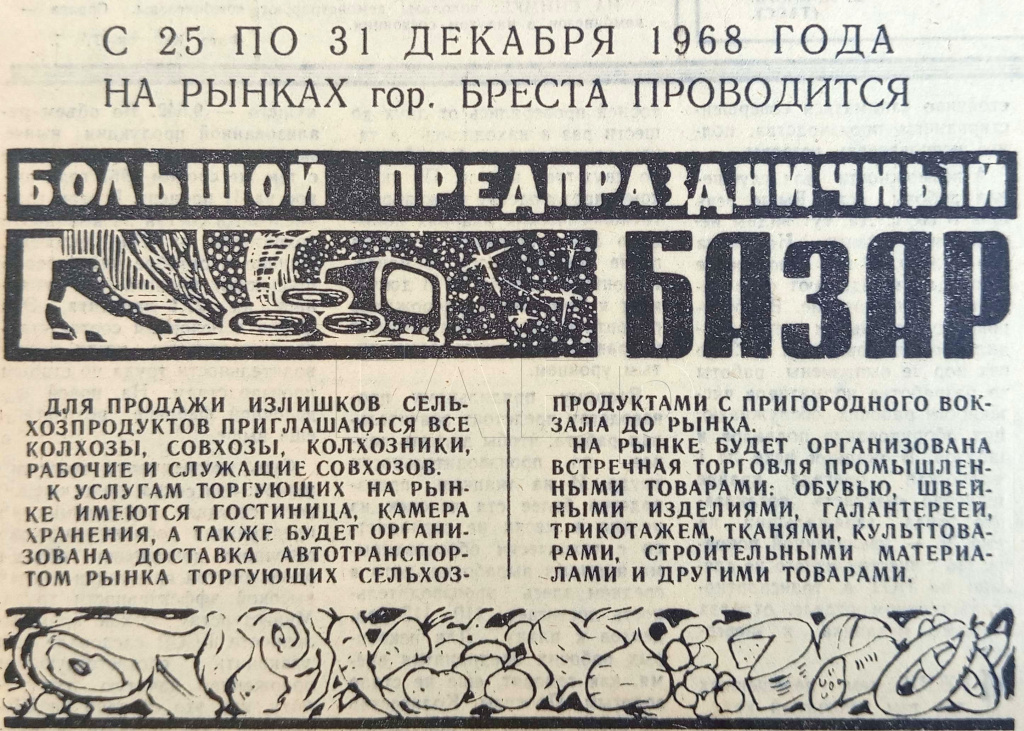 С 25 ПО 31 ДЕКАБРЯ 1968 ГОДА
НА РЫНКАХ гор. БРЕСТА ПРОВОДИТСЯ
БОЛЬШОЙ ПРЕДПРАЗДНИЧНЫЙ
БАЗАР
ДЛЯ ПРОДАЖИ ИЗЛИШКОВ СЕЛЬ-
ХОЗПРОДУКТОВ ПРИГЛАШАЮТСЯ ВСЕ
КОЛХОЗЫ, СОВХОЗЫ, КОЛХОЗНИКИ,
РАБОЧИЕ И СЛУЖАЩИЕ СОВХОЗОВ.
К УСЛУГАМ ТОРГУЮЩИХ НА РЫН-
КЕ ИМЕЮТСЯ ГОСТИНИЦА, КАМЕРА
ХРАНЕНИЯ, А ТАКЖЕ БУДЕТ ОРГАНИ-
ЗОВАНА ДОСТАВКА АВТОТРАНСПОР-
ТОМ РЫНКА ТОРГУЮЩИХ СЕЛЬХОЗ-
ПРОДУКТАМИ С ПРИГОРОДНОГО ВОК-
ЗАЛА ДО РЫНКА.
НА РЫНКЕ БУДЕТ ОРГАНИЗОВАНА
ВСТРЕЧНАЯ ТОРГОВЛЯ ПРОМЫШЛЕН-
НЫМИ ТОВАРАМИ: ОБУВЬЮ, ШВЕЙ-
НЫМИ ИЗДЕЛИЯМИ, ГАЛАНТЕРЕЕЙ,
ТРИКОТАЖЕМ, ТКАНЯМИ, КУЛЬТТОВА-
РАМИ, СТРОИТЕЛЬНЫМИ МАТЕРИА-
ЛАМИ И ДРУГИМИ ТОВАРАМИ.